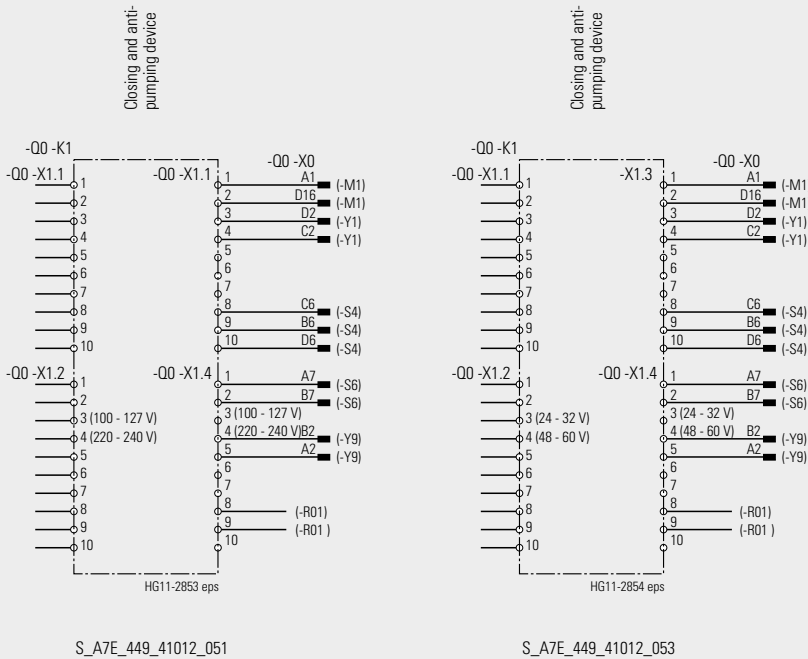 Closing and anti-
pumping device
-Q0 -K1
-Q0 -X1.1
1
2
3
4
5
6
7
8
9
10
-Q0 -X1.2
1
2
3 (100 - 127 V)
4 (220 - 240 V)
5
6
7
8
9
10
-Q0 -X1.1
-Q0 -X0
1 A1 (-M1)
2 D16 (-M1)
3 D2 (-Y1)
4 C2 (-Y1)
5
6
7
8 C6 (-S4)
9 B6 (-S4)
10 D6 (-S4)
-Q0 -X1.4
1 A7 (-S6)
2 B7 (-S6)
3 (100 - 127 V)
4 (220 - 240 V) B2 (-Y9)
5 A2 (-Y9)
6
7
8 (-R01)
9 (-R01 )
10
HG11-2853 eps
S_A7E_449_41012_051
Closing and anti-
pumping device
-Q0 -K1
-Q0 -X1.1
1
2
3
4
5
6
7
8
9
10
-Q0 -X1.2
1
2
3 (24 - 32 V)
4 (48 - 60 V)
5
6
7
8
9
10
-X1.3
-Q0 -X0
1 A1 (-M1
2 D16 (-M1
3 D2 (-Y1)
4 C2 (-Y1)
5
6
7
8 C6 (-S4)
9 B6 (-S4)
10 D6 (-S4)
-Q0 -X1.4
1 A7 (-S6)
2 B7 (-S6)
3 (24 - 32 V)
4 (48 - 60 V) B2 (-Y9)
5 A2 (-Y9)
6
7
8 (-R01)
9 (-R01 )
10
HG11-2854 eps
S_A7E_449_41012_053